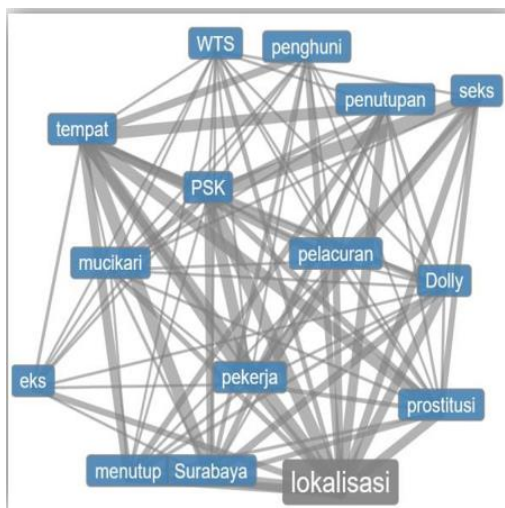 WTS
penghuni
penutupan
seks
tempat
PSK
mucikari
pelacuran
Dolly
eks
pekerja
prostitusi
menutup
Surabaya
lokalisasi